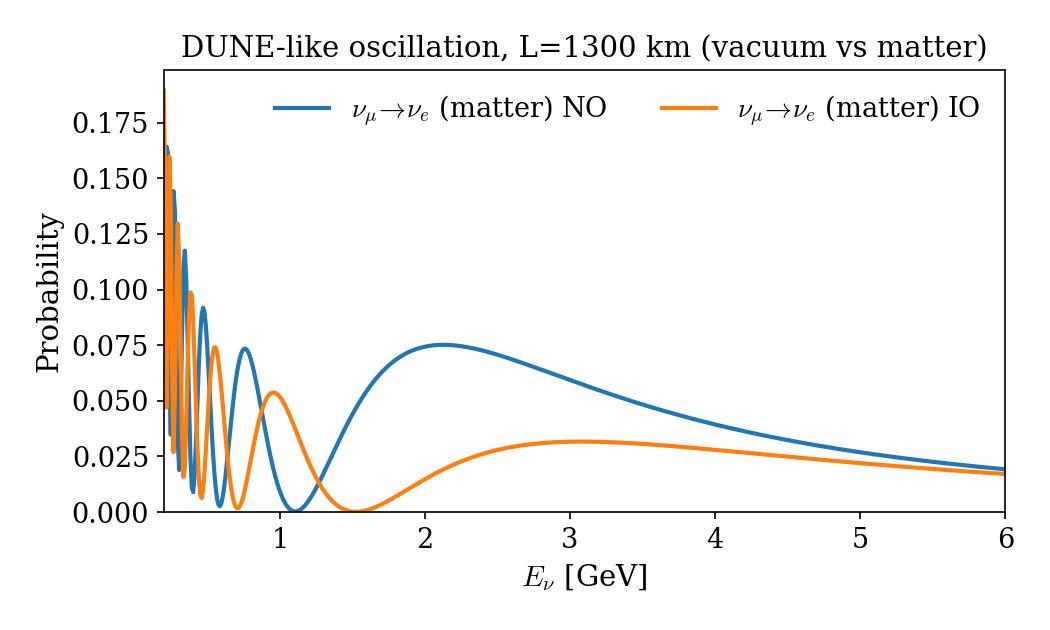 DUNE-like oscillation, L=1300 km (vacuum vs matter)
νμ→νe (matter) NO
νμ→νe (matter) IO
Probability
0.175
0.150
0.125
0.100
0.075
0.050
0.025
0.000
1 2 3 4 5 6
Eν [GeV]